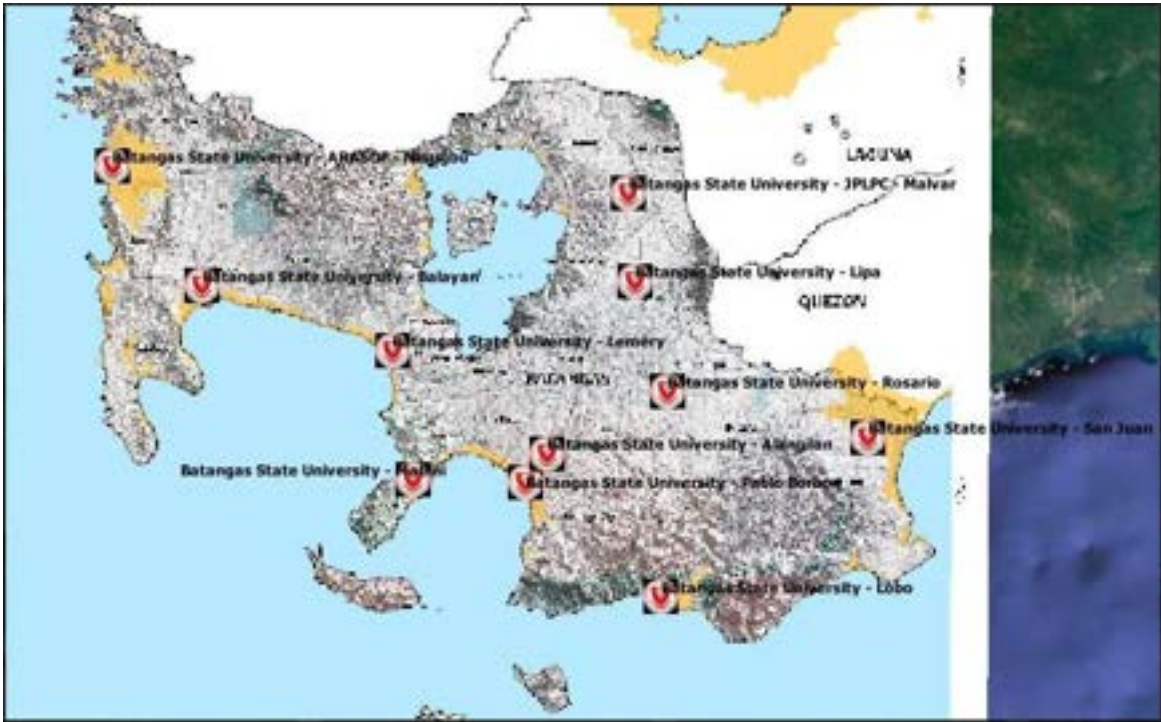 Batangas State University - ARASOF - Nasugbu
LAGUNA
Batangas State University - JPLPC - Malvar
Batangas State University - Lipa
Batangas State University - Balayan
QUEZON
Batangas State University - Lemery
BATANGAS
Batangas State University - Rosario
Batangas State University - San Juan
Batangas State University - Alangilan
Batangas State University - Mabini
Batangas State University - Pablo Borbon
Batangas State University - Lobo